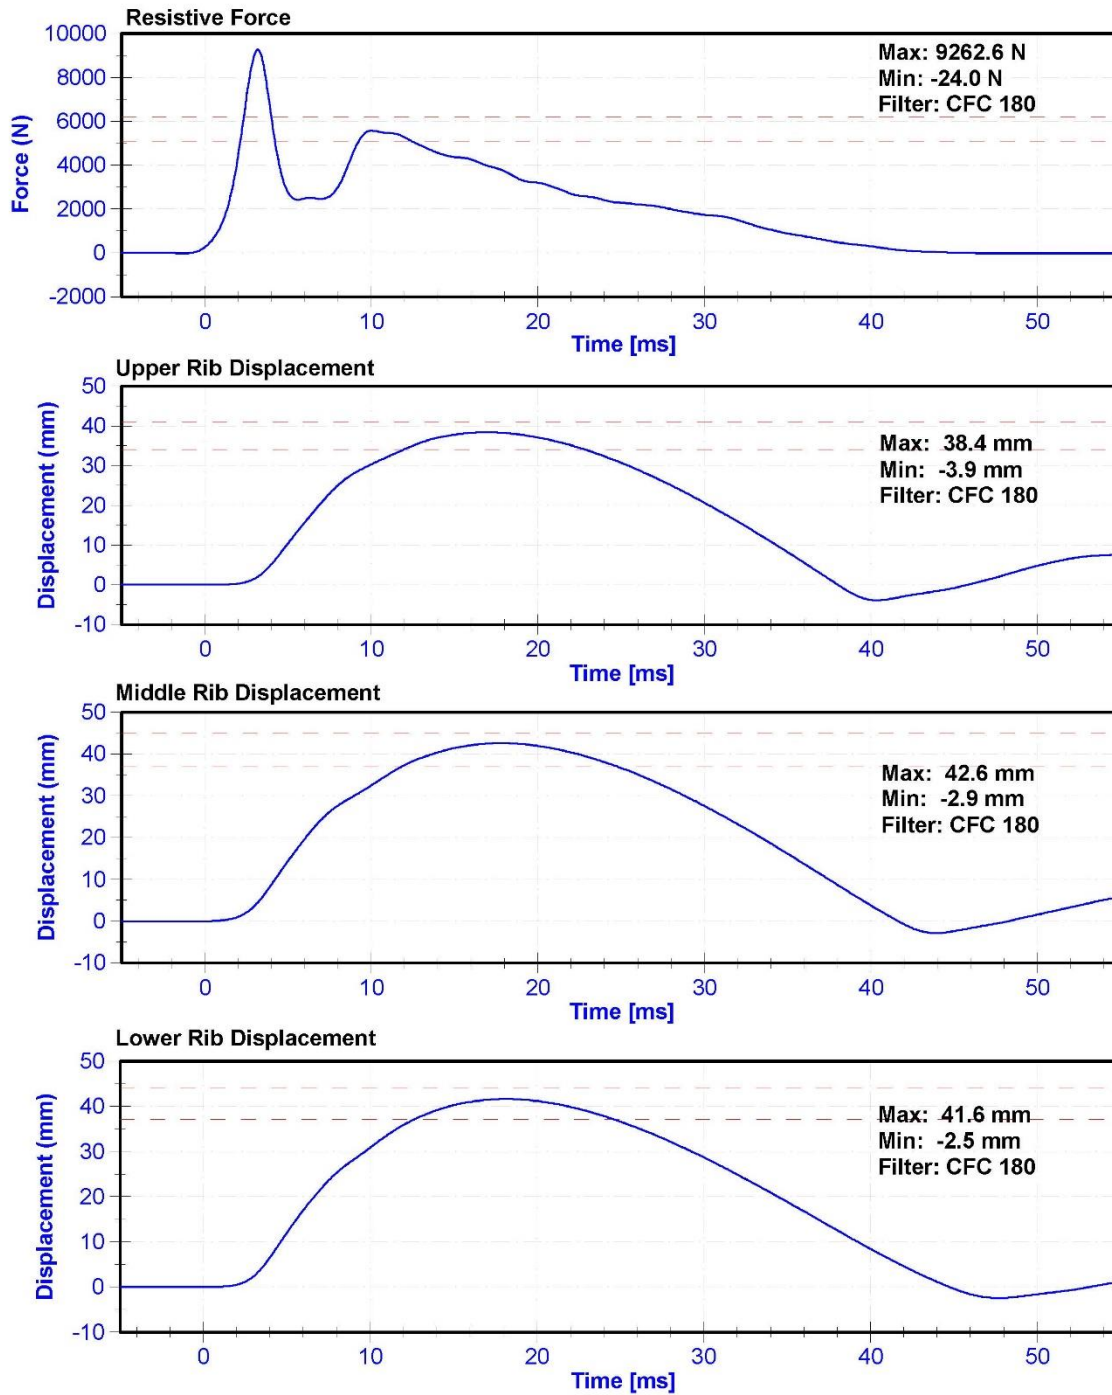 Resistive Force
10000
8000
6000
4000
2000
0
-2000
Force (N)
Max: 9262.6 N
Min: -24.0 N
Filter: CFC 180
0 10 20 30 40 50
Time [ms]
Upper Rib Displacement
50
40
30
20
10
0
-10
Displacement (mm)
Max: 38.4 mm
Min: -3.9 mm
Filter: CFC 180
0 10 20 30 40 50
Time [ms]
Middle Rib Displacement
50
40
30
20
10
0
-10
Displacement (mm)
Max: 42.6 mm
Min: -2.9 mm
Filter: CFC 180
0 10 20 30 40 50
Time [ms]
Lower Rib Displacement
50
40
30
20
10
0
-10
Displacement (mm)
Max: 41.6 mm
Min: -2.5 mm
Filter: CFC 180
0 10 20 30 40 50
Time [ms]